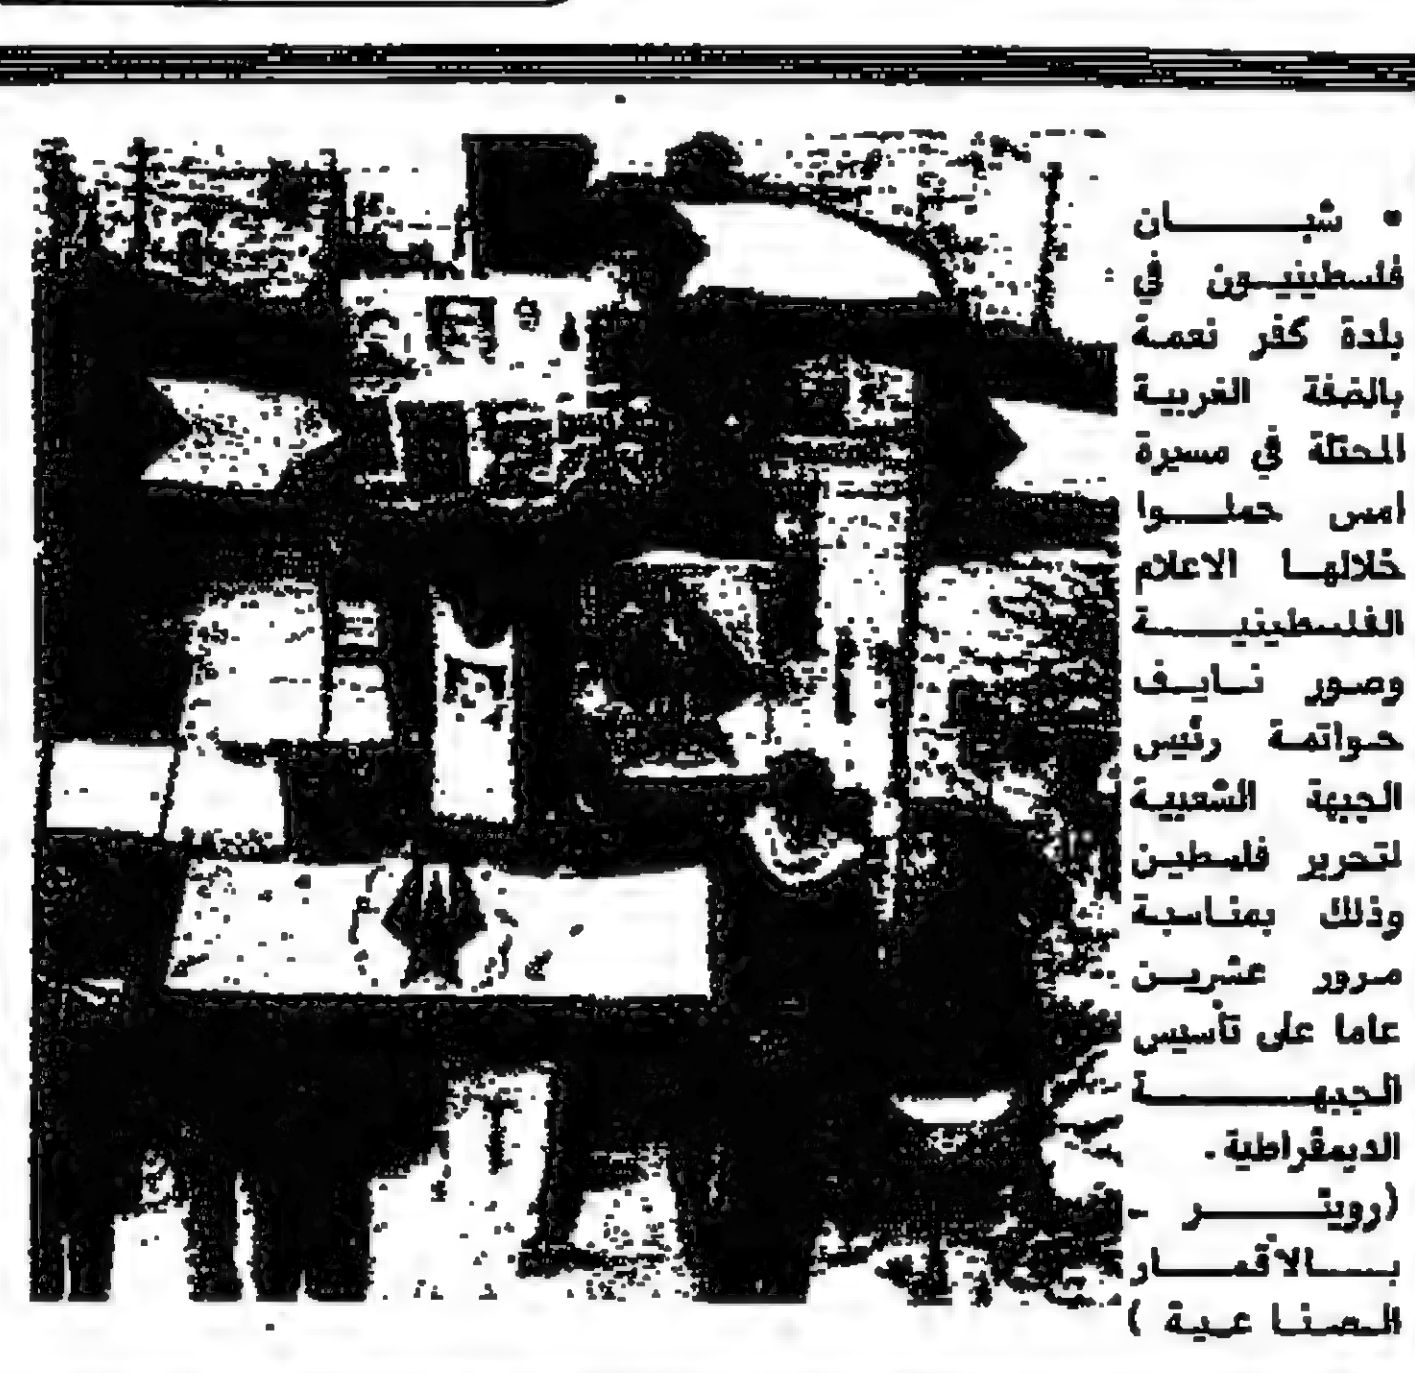 • شبان
فلسطينيون في
بلدة كفر نعمة
بالضفة الغربية
المحتلة في مسيرة
امس حملوا
خلالها الاعلام
الفلسطينية
وصور نايف
حواتمة رئيس
الجبهة الشعبية
لتحرير فلسطين
وذلك بمناسبة
مرور عشرين
عاما على تأسيس
الجبهة
الديمقراطية.
(رويتر -
بالاقمار
الصناعية)